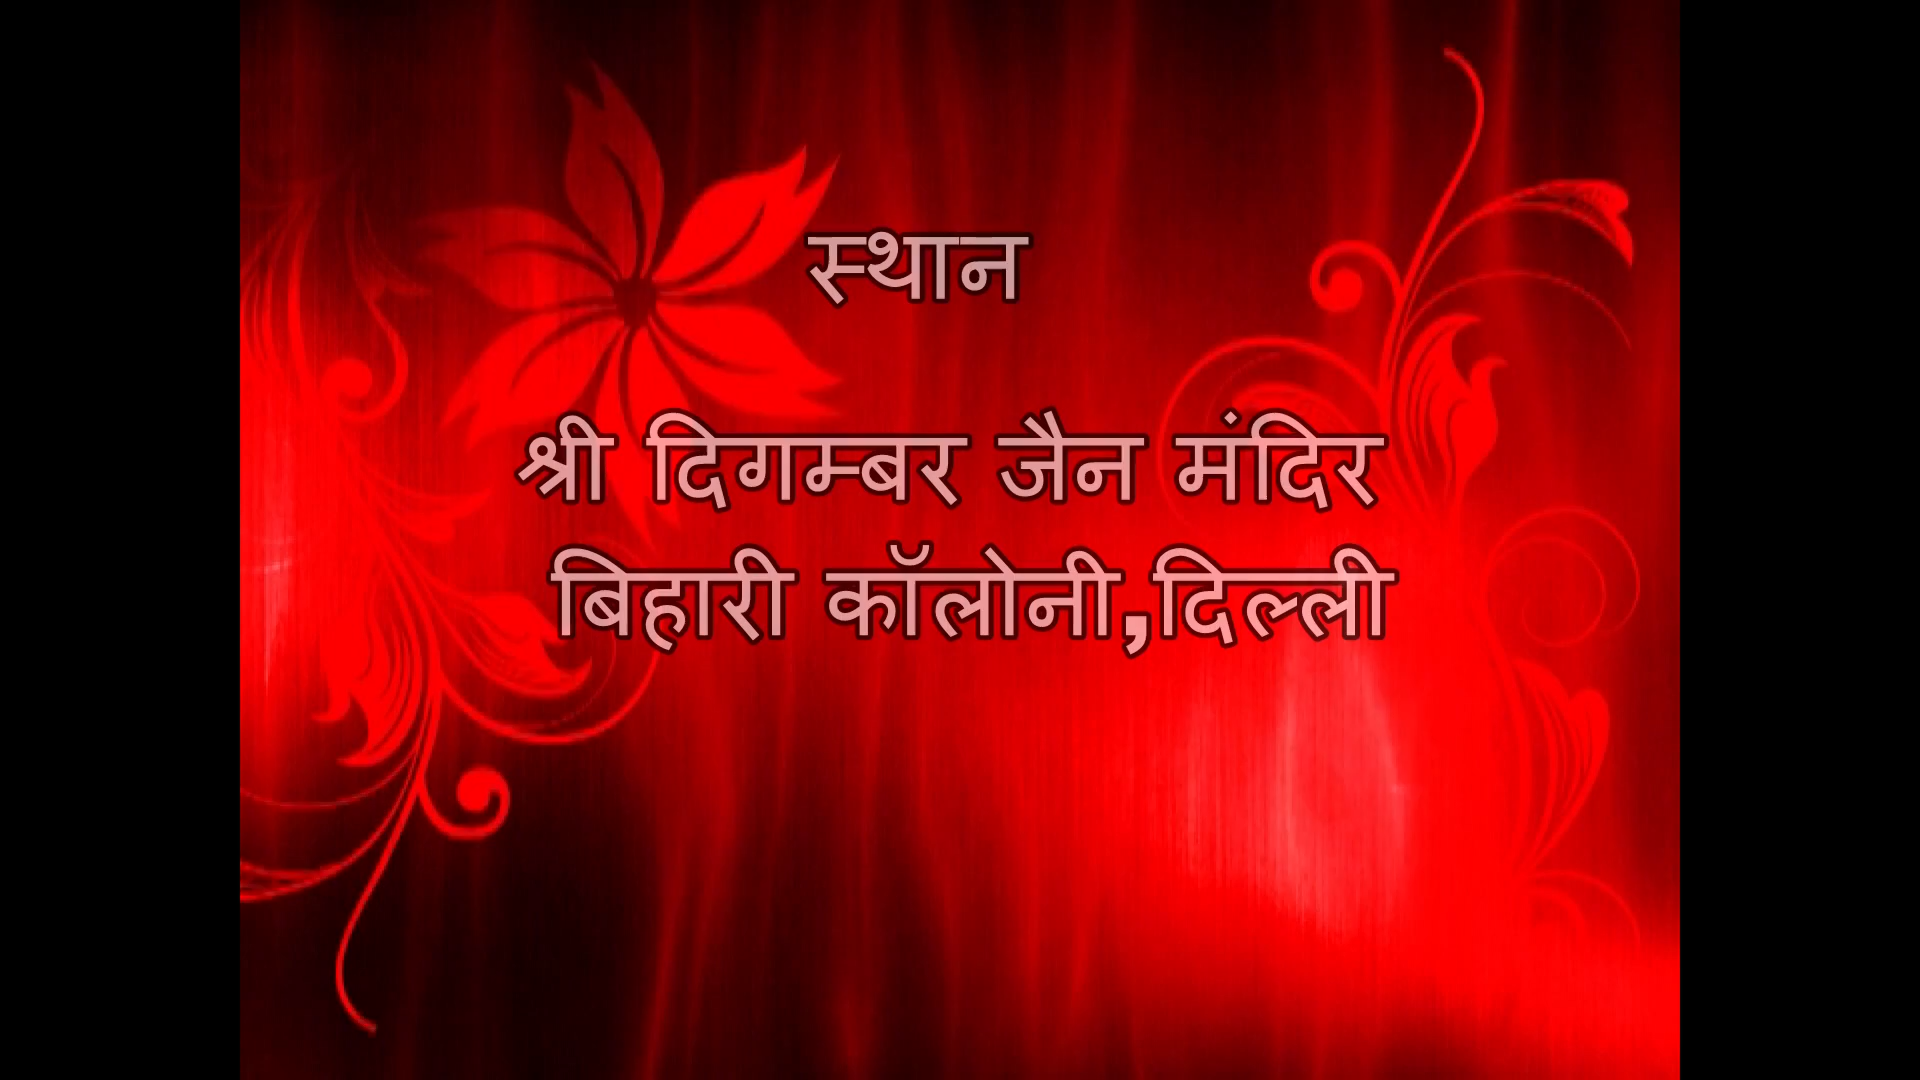 स्थान
श्री दिगम्बर जैन मंदिर
बिहारी कॉलोनी,दिल्ली